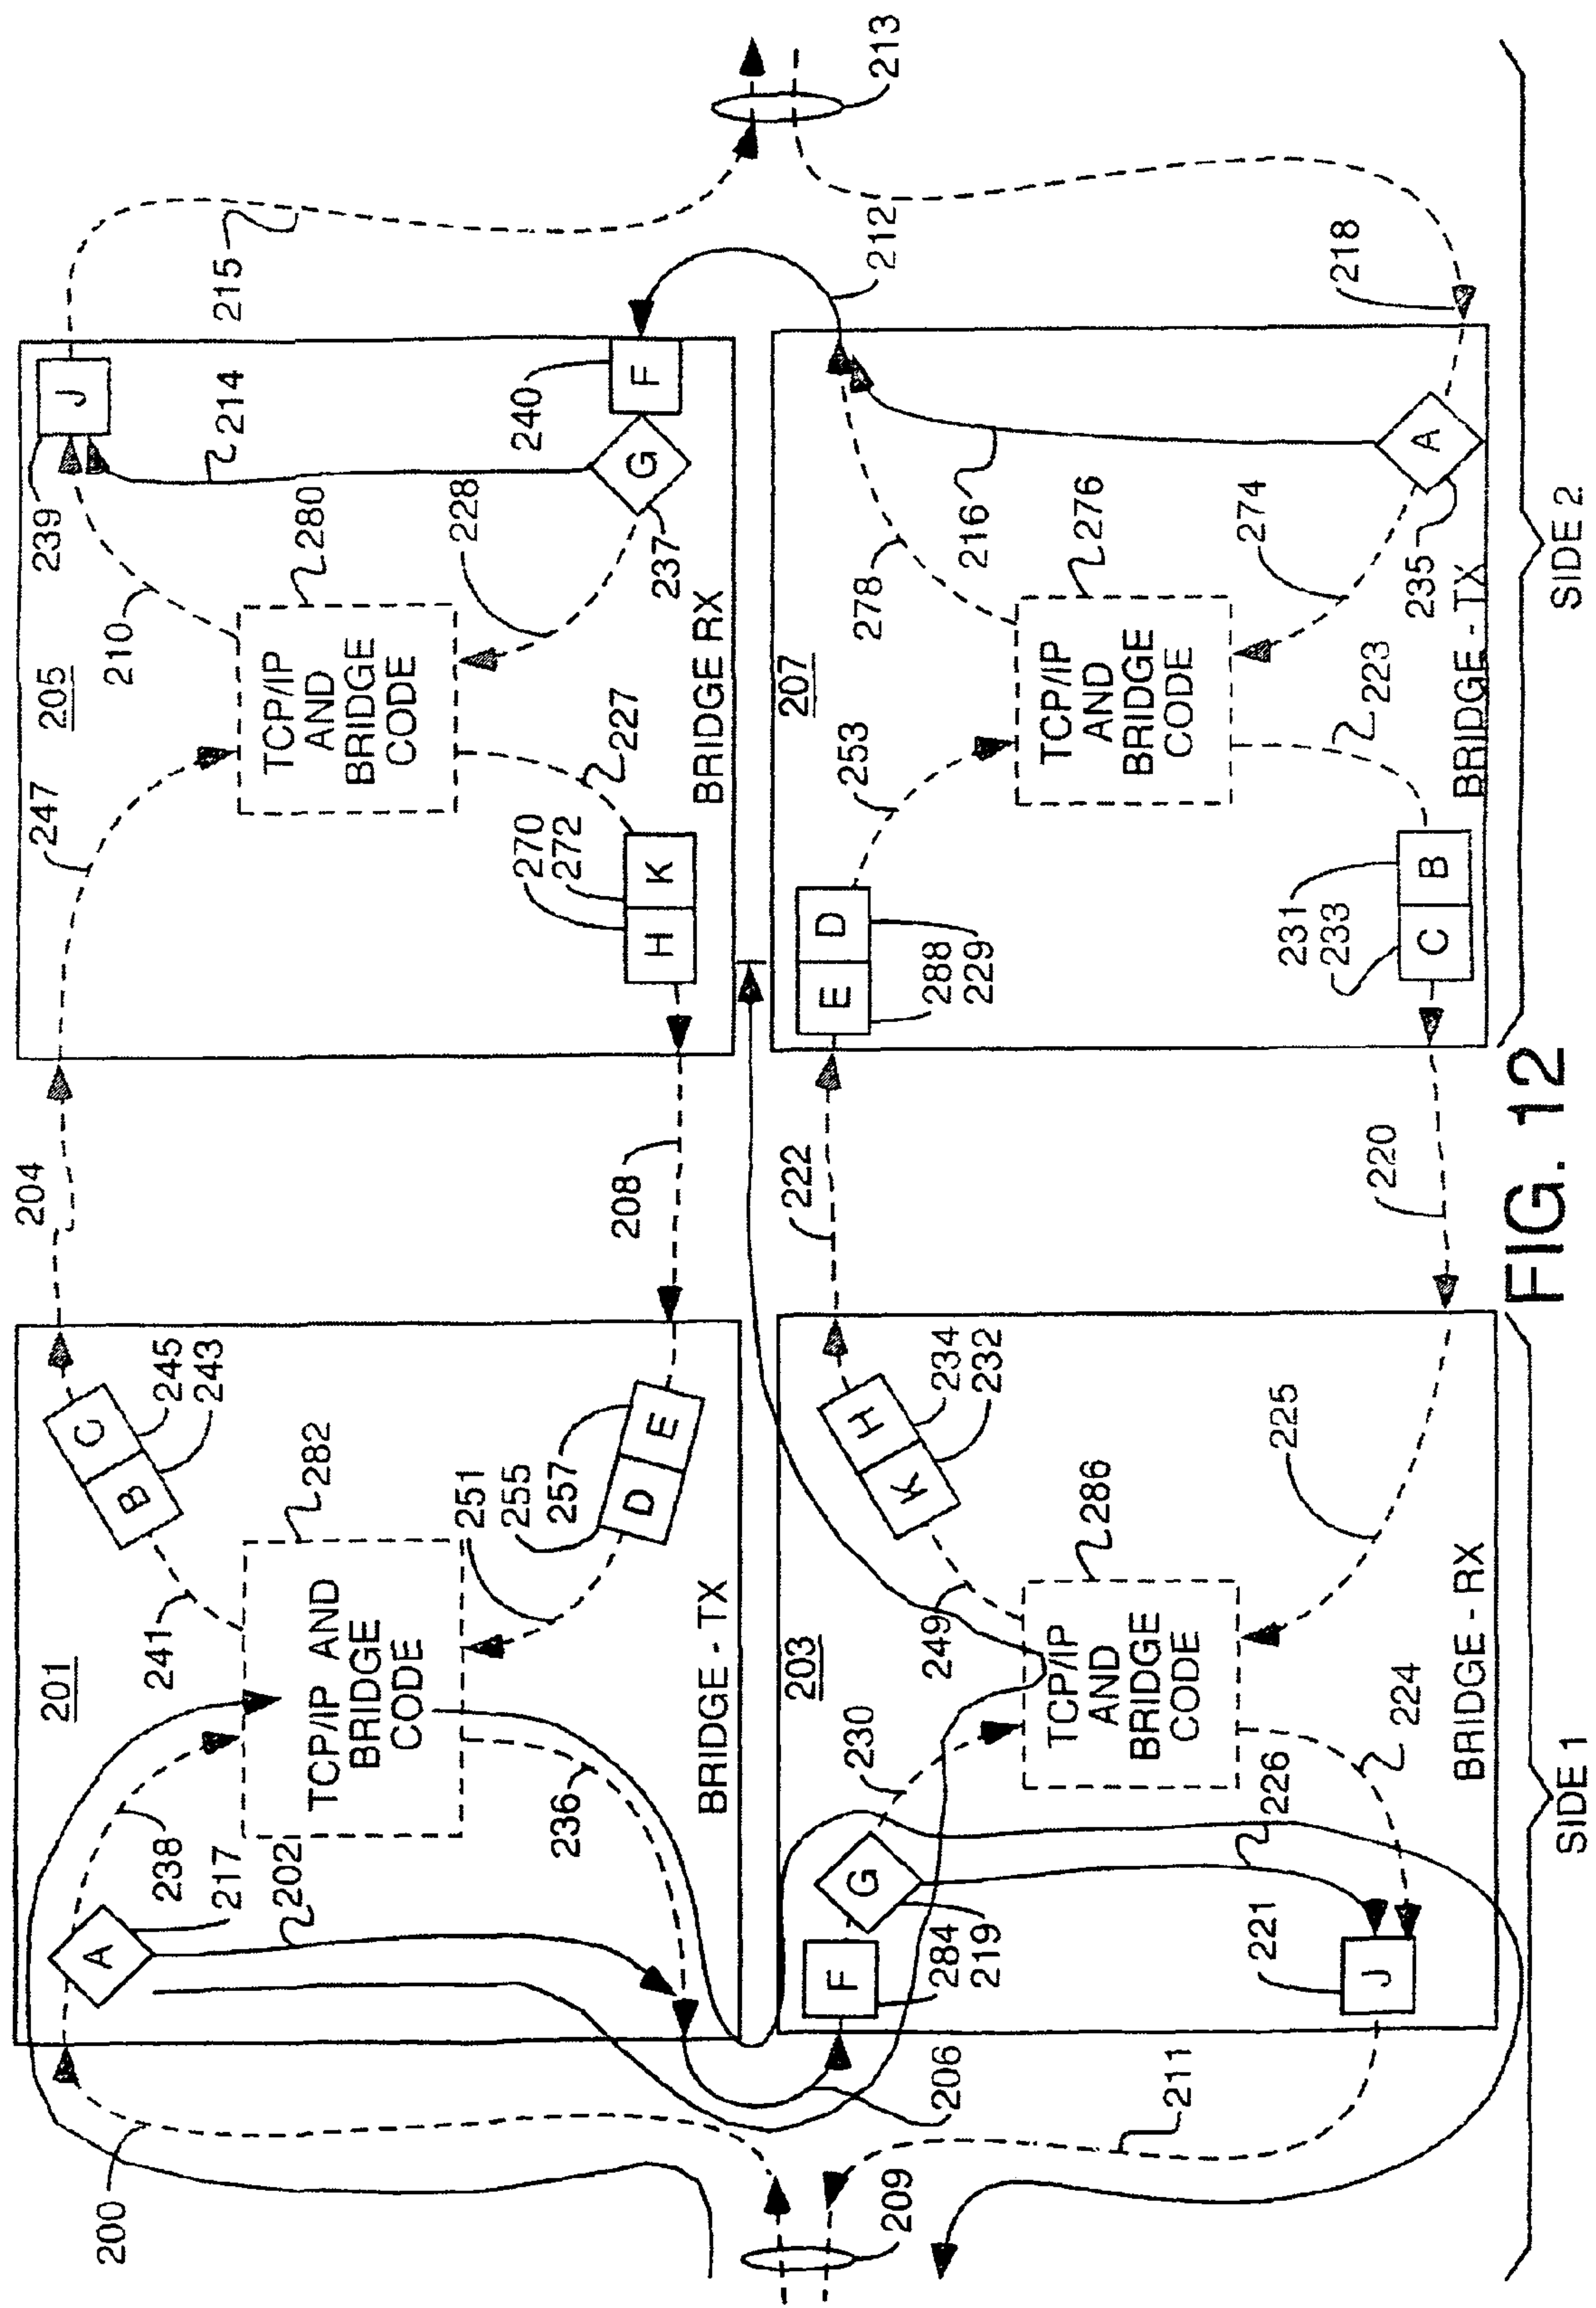 200
201
A
238
217
202
TCP/IP AND
BRIDGE
CODE
282
241
B
C
245
243
251
255
257
D
E
236
BRIDGE - TX
204
208
247
205
TCP/IP
AND
BRIDGE
CODE
280
210
239
J
214
215
228
237
G
240
F
227
270
272
H
K
BRIDGE RX
212
213
209
206
203
F
284
219
G
230
TCP/IP
AND
BRIDGE
CODE
286
249
K
H
234
232
225
224
226
221
J
211
BRIDGE - RX
SIDE 1
222
220
207
E
D
288
229
253
TCP/IP
AND
BRIDGE
CODE
276
278
216
274
223
231
233
C
B
235
A
218
BRIDGE - TX
SIDE 2
FIG. 12